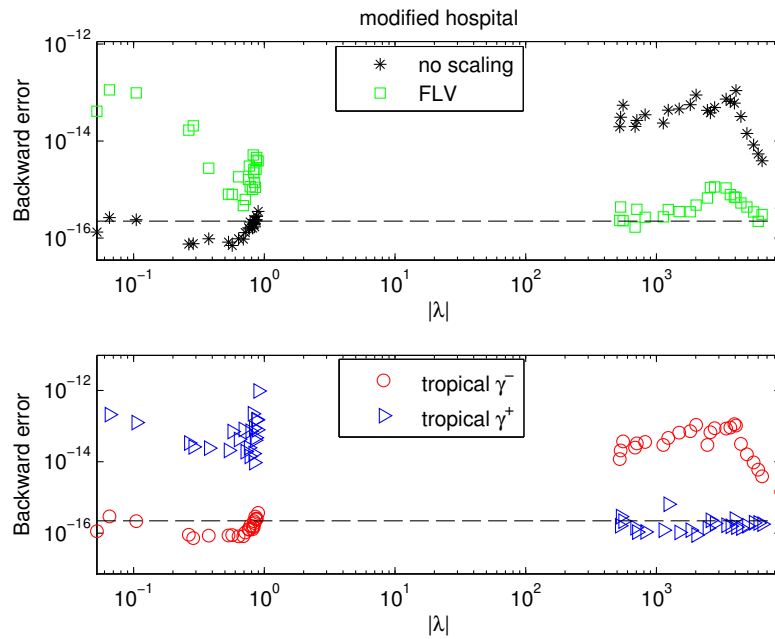 modified hospital
10^-12
10^-14
10^-16
Backward error
no scaling
FLV
10^-1 10^0 10^1 10^2 10^3
|λ|
10^-12
10^-14
10^-16
Backward error
tropical γ^-
tropical γ^+
10^-1 10^0 10^1 10^2 10^3
|λ|